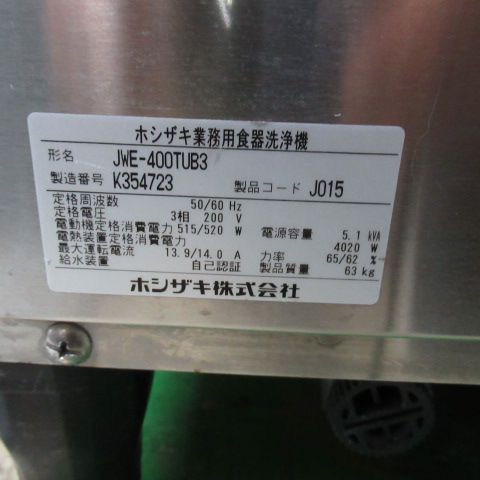 ホシザキ業務用食器洗浄機
形名 JWE-400TUB3
製造番号 K354723 製品コード J015
定格周波数 50/60 Hz
定格電圧 3相 200 V
電動機定格消費電力 515/520 W 電源容量 5.1 kVA
電熱装置定格消費電力 4020 W
最大運転電流 13.9/14.0 A 力率 65/62 %
給水装置 自己認証 製品質量 63 kg
ホシザキ株式会社